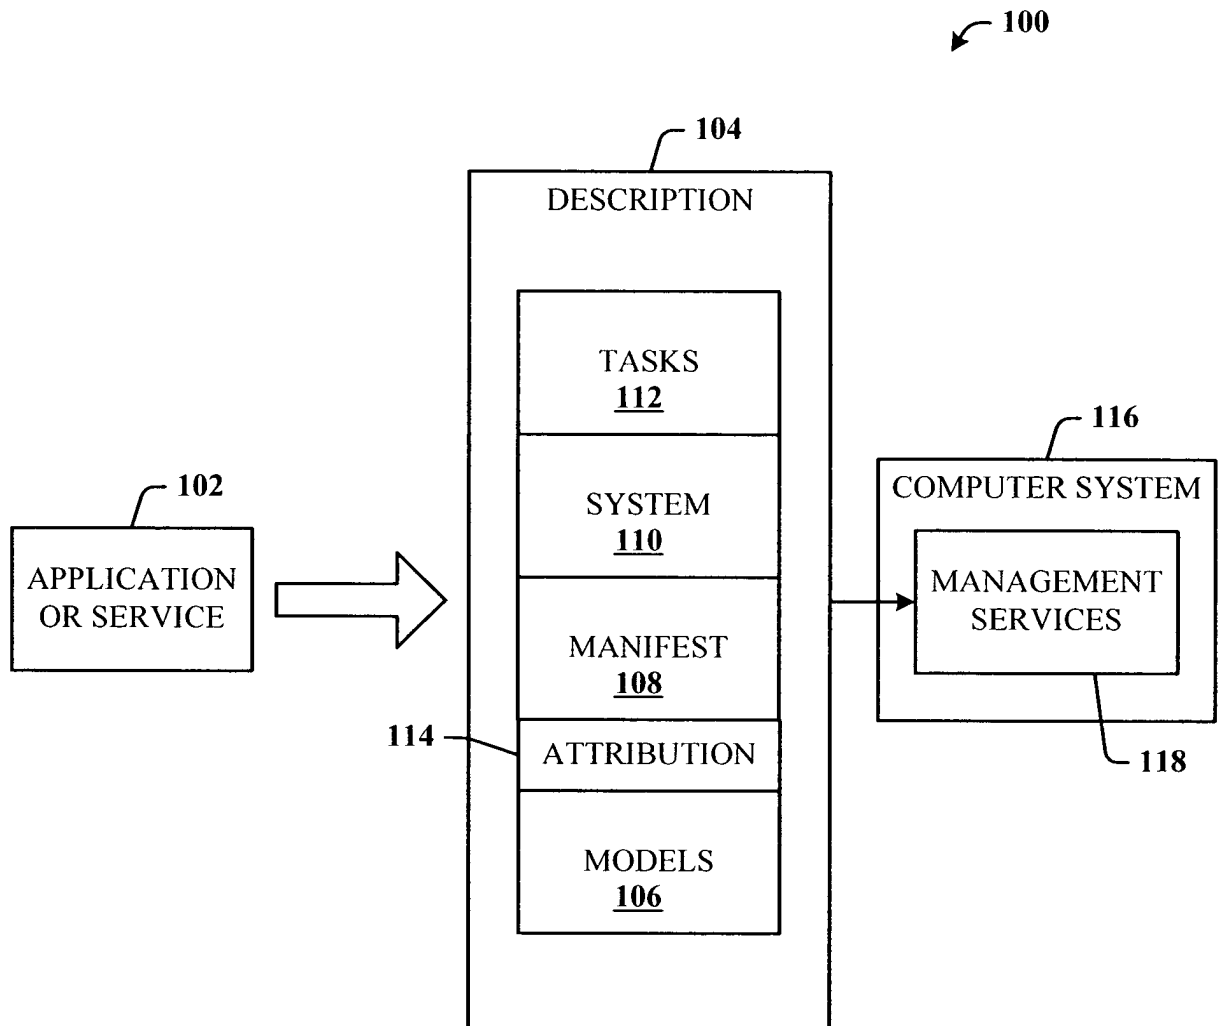 100
104
DESCRIPTION
TASKS
112
SYSTEM
110
MANIFEST
108
114
ATTRIBUTION
MODELS
106
102
APPLICATION
OR SERVICE
116
COMPUTER SYSTEM
MANAGEMENT
SERVICES
118